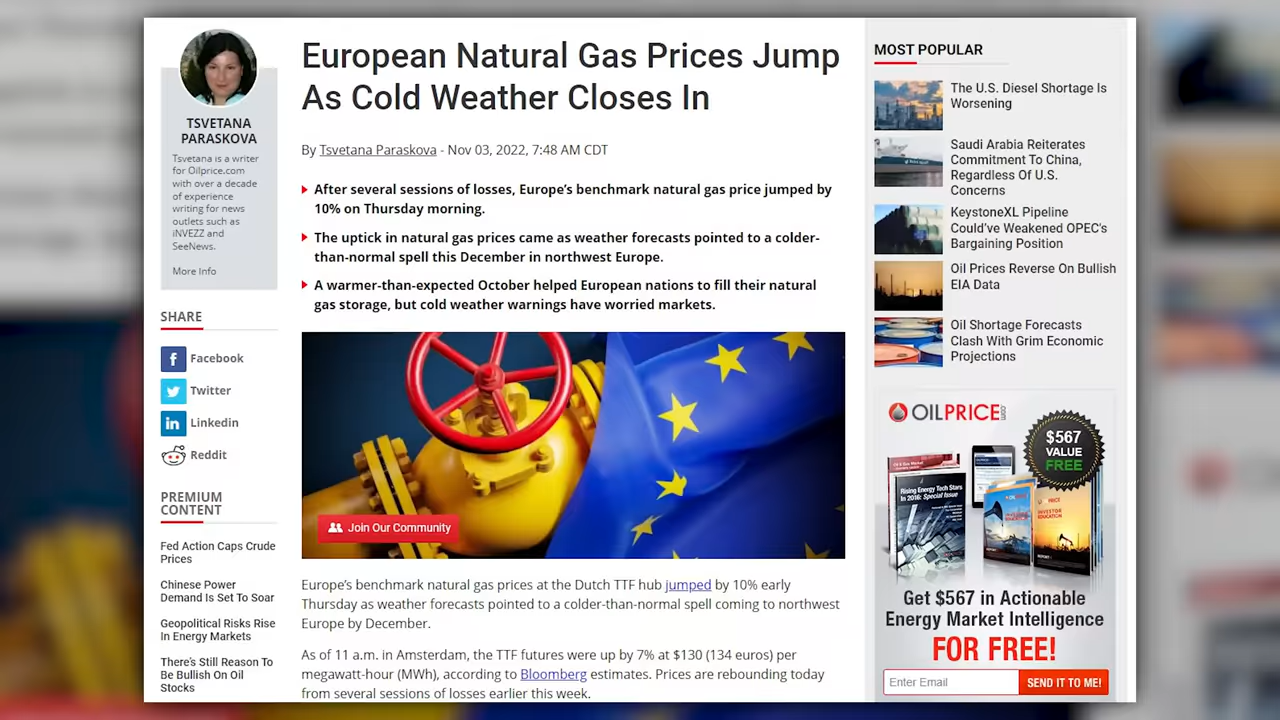 TSVETANA
PARASKOVA
Tsvetana is a writer
for Oilprice.com
with over a decade
of experience
writing for news
outlets such as
iNVEZZ and
SeeNews.
More Info
SHARE
Facebook
Twitter
Linkedin
Reddit
PREMIUM
CONTENT
Fed Action Caps Crude
Prices
Chinese Power
Demand Is Set To Soar
Geopolitical Risks Rise
In Energy Markets
There's Still Reason To
Be Bullish On Oil
Stocks
European Natural Gas Prices Jump
As Cold Weather Closes In
By Tsvetana Paraskova - Nov 03, 2022, 7:48 AM CDT
After several sessions of losses, Europe's benchmark natural gas price jumped by
10% on Thursday morning.
The uptick in natural gas prices came as weather forecasts pointed to a colder-
than-normal spell this December in northwest Europe.
A warmer-than-expected October helped European nations to fill their natural
gas storage, but cold weather warnings have worried markets.
Join Our Community
Europe's benchmark natural gas prices at the Dutch TTF hub jumped by 10% early
Thursday as weather forecasts pointed to a colder-than-normal spell coming to northwest
Europe by December.
As of 11 a.m. in Amsterdam, the TTF futures were up by 7% at $130 (134 euros) per
megawatt-hour (MWh), according to Bloomberg estimates. Prices are rebounding today
from several sessions of losses earlier this week.
MOST POPULAR
The U.S. Diesel Shortage Is
Worsening
Saudi Arabia Reiterates
Commitment To China,
Regardless Of U.S.
Concerns
KeystoneXL Pipeline
Could've Weakened OPEC's
Bargaining Position
Oil Prices Reverse On Bullish
EIA Data
Oil Shortage Forecasts
Clash With Grim Economic
Projections
OILPRICE.com
$567
VALUE
FREE
Rising Energy Tech Stars
In 2016: Special Issue
INVESTOR
EDUCATION
Get $567 in Actionable
Energy Market Intelligence
FOR FREE!
Enter Email
SEND IT TO ME!